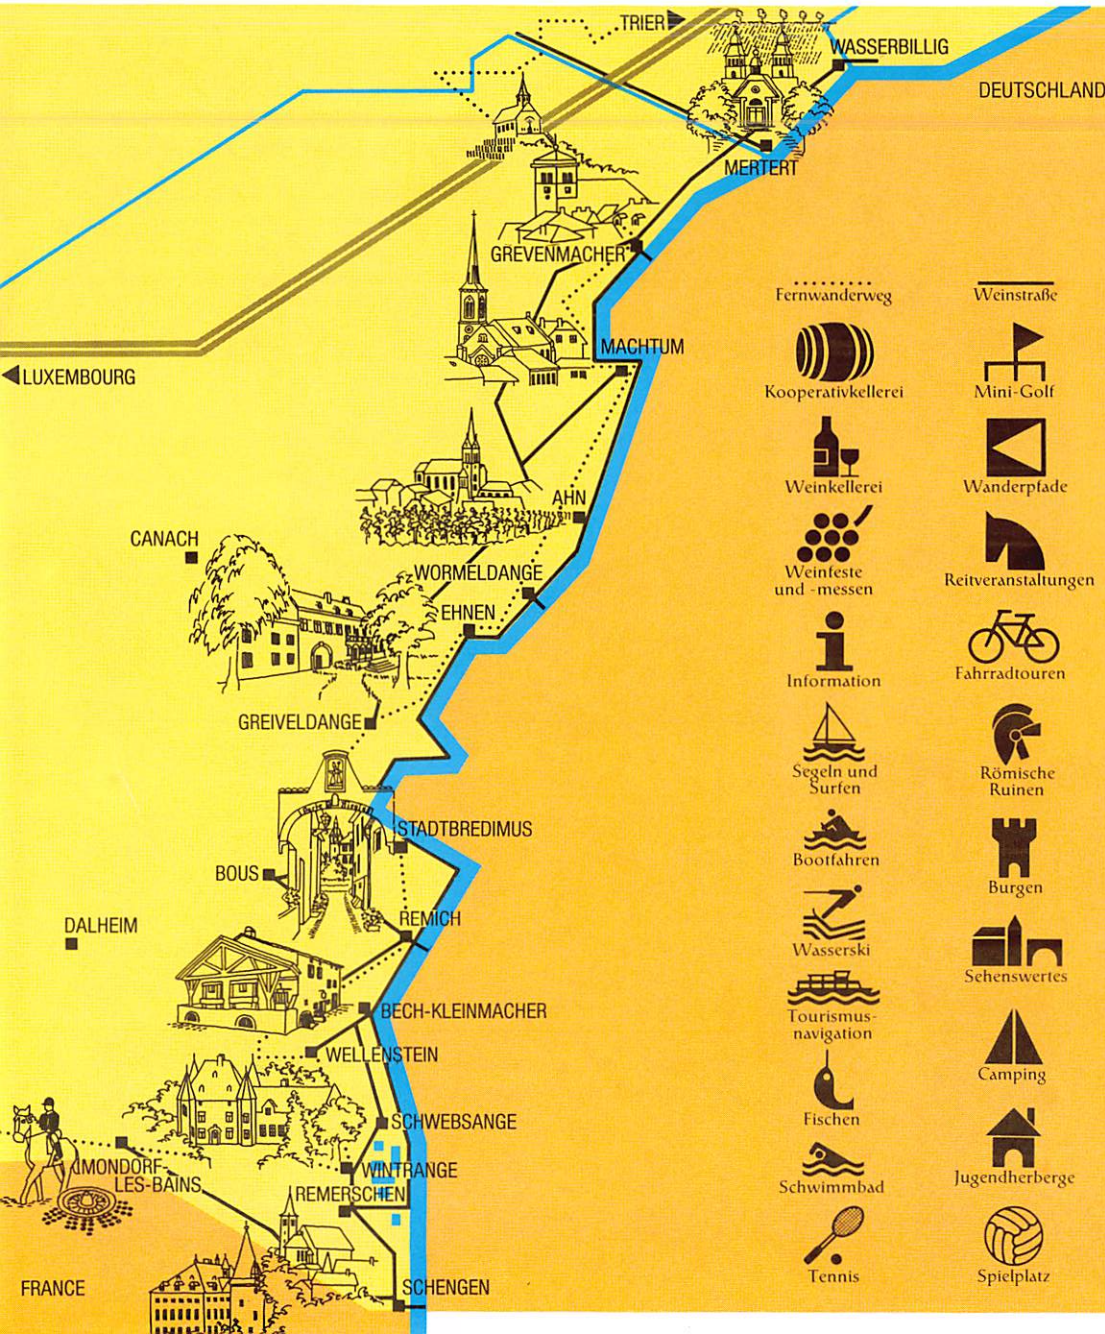 TRIER
WASSERBILLIG
DEUTSCHLAND
MERTERT
GREVENMACHER
MACHTUM
LUXEMBOURG
AHN
CANACH
WORMELDANGE
EHNEN
GREIVELDANGE
STADTBREDIMUS
BOUS
REMICH
DALHEIM
BECH-KLEINMACHER
WELLENSTEIN
SCHWEBSANGE
WINTRANGE
MONDORF-
LES-BAINS
REMERSCHEN
FRANCE
SCHENGEN
Fernwanderweg
Kooperativkellerei
Weinkellerei
Weinfeste
und -messen
Information
Segeln und
Surfen
Bootfahren
Wasserski
Tourismus-
navigation
Fischen
Schwimmbad
Tennis
Weinstraße
Mini-Golf
Wanderpfade
Reitveranstaltungen
Fahrradtouren
Römische
Ruinen
Burgen
Sehenswertes
Camping
Jugendherberge
Spielplatz